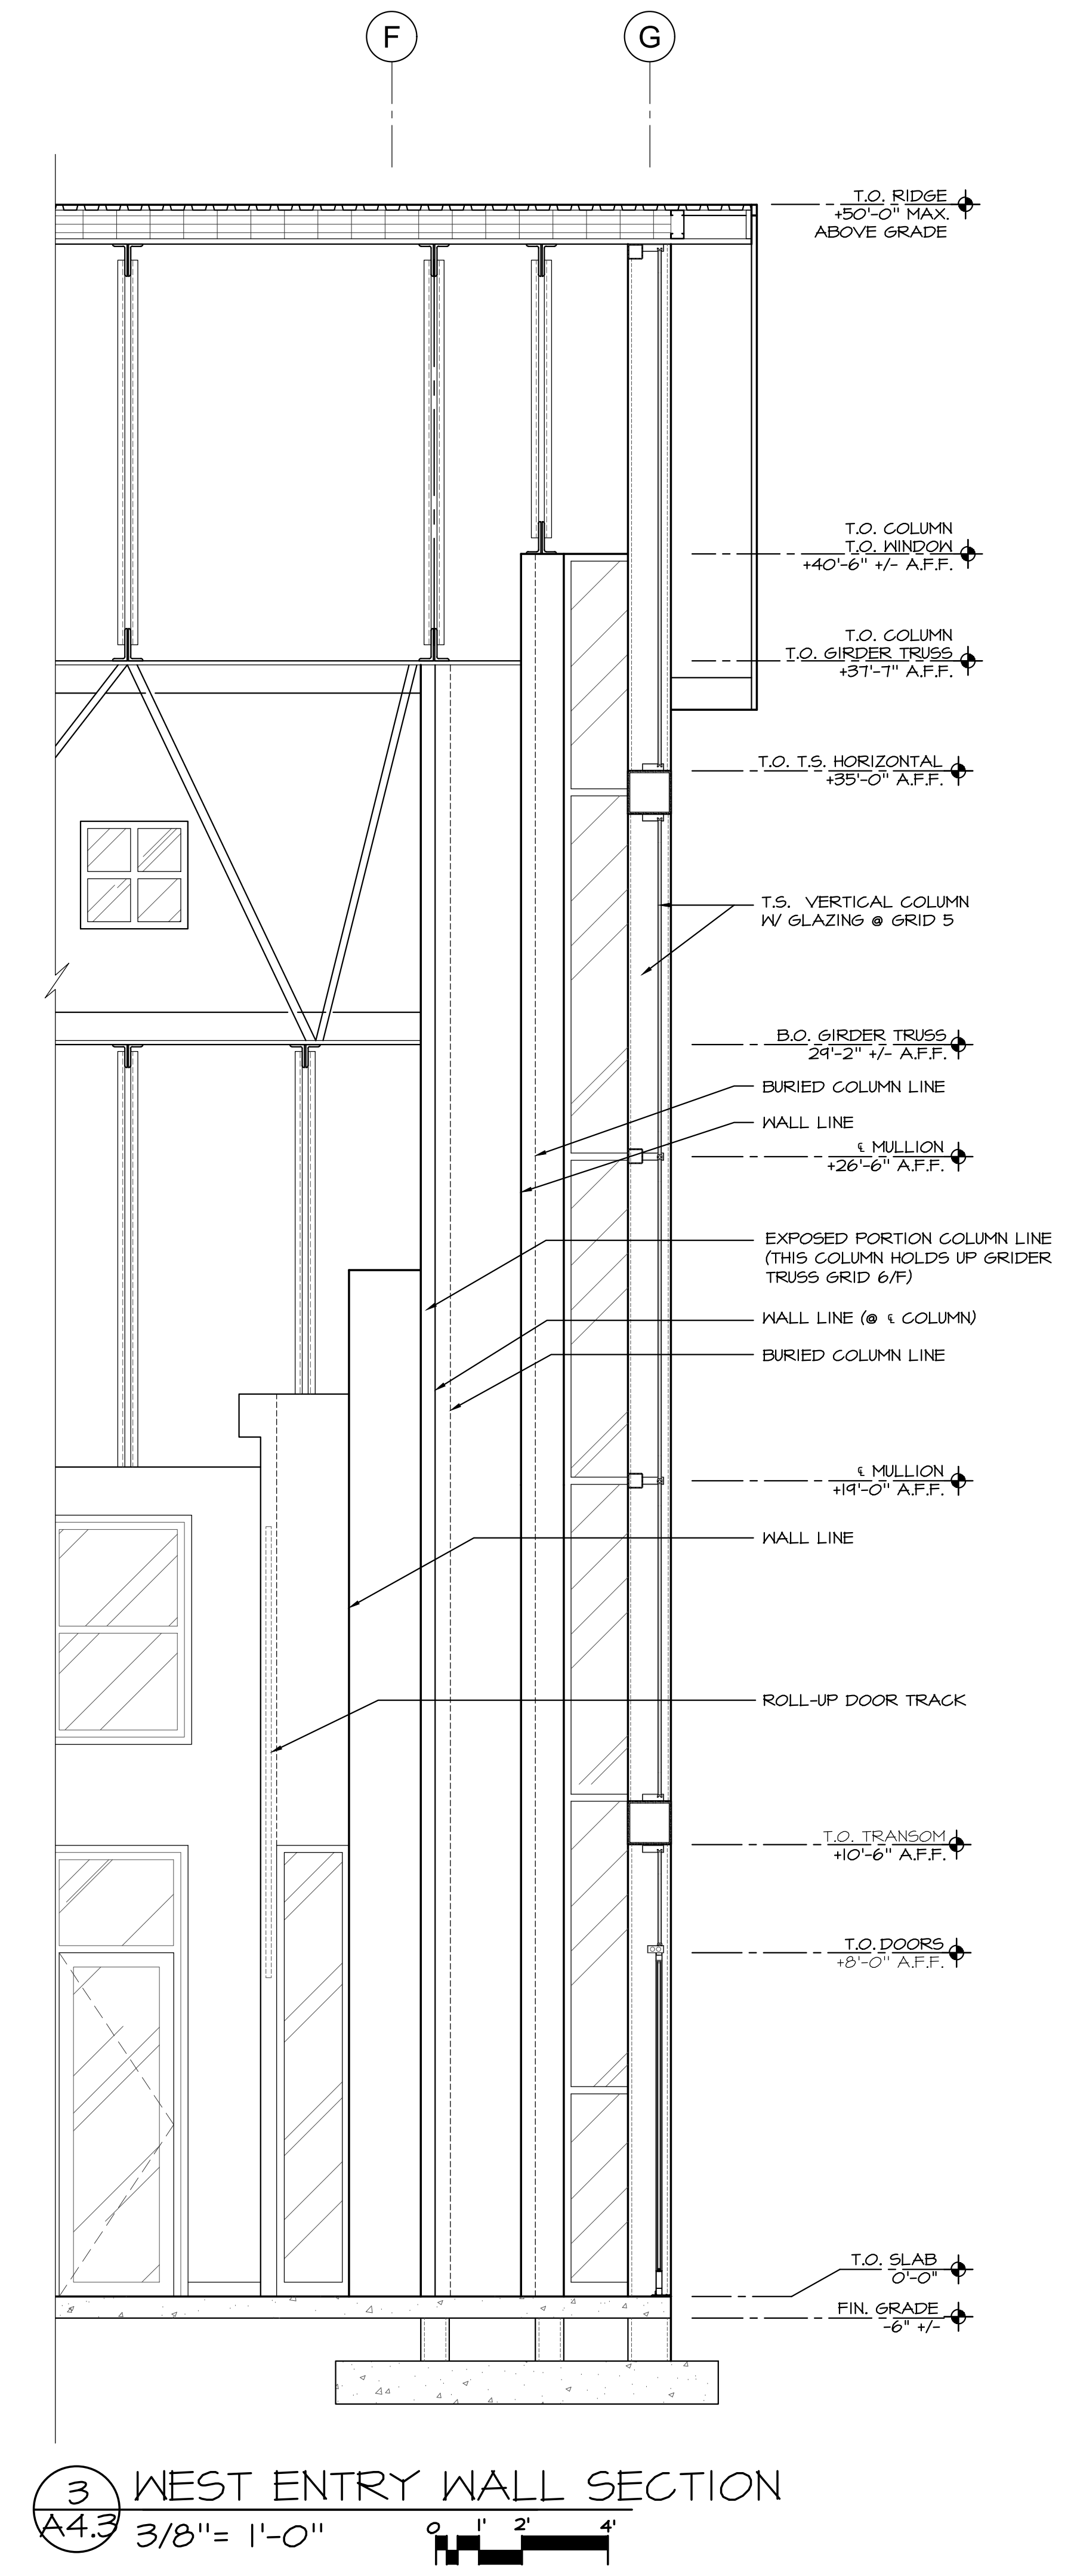 F
G
T.O. RIDGE
+50'-0" MAX.
ABOVE GRADE
T.O. COLUMN
T.O. WINDOW
+40'-6" +/- A.F.F.
T.O. COLUMN
T.O. GIRDER TRUSS
+37'-7" A.F.F.
T.O. T.S. HORIZONTAL
+35'-0" A.F.F.
T.S. VERTICAL COLUMN
W/ GLAZING @ GRID 5
B.O. GIRDER TRUSS
29'-2" +/- A.F.F.
BURIED COLUMN LINE
WALL LINE
℄ MULLION
+26'-6" A.F.F.
EXPOSED PORTION COLUMN LINE
(THIS COLUMN HOLDS UP GRIDER
TRUSS GRID 6/F)
WALL LINE (@ ℄ COLUMN)
BURIED COLUMN LINE
℄ MULLION
+19'-0" A.F.F.
WALL LINE
ROLL-UP DOOR TRACK
T.O. TRANSOM
+10'-6" A.F.F.
T.O. DOORS
+8'-0" A.F.F.
T.O. SLAB
0'-0"
FIN. GRADE
-6" +/-
3
A4.3
WEST ENTRY WALL SECTION
3/8"= 1'-0"
0 1' 2' 4'